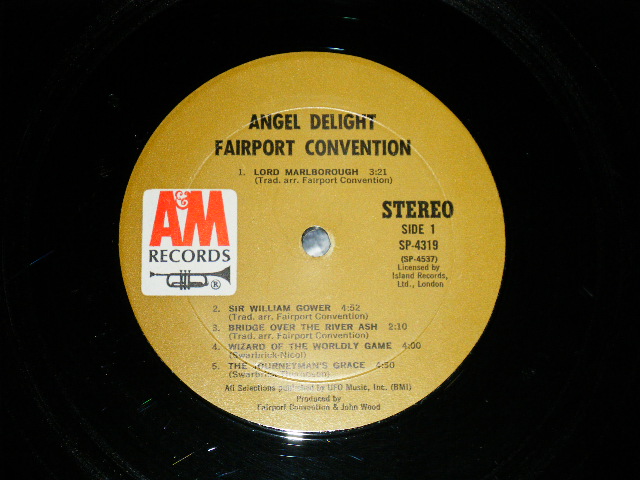 ANGEL DELIGHT
FAIRPORT CONVENTION
1. LORD MARLBOROUGH 3:21
(Trad. arr. Fairport Convention)
A&M
RECORDS
®
STEREO
SIDE 1
SP-4319
(SP-4537)
Licensed by
Island Records,
Ltd., London
2. SIR WILLIAM GOWER 4:52
(Trad. arr. Fairport Convention)
3. BRIDGE OVER THE RIVER ASH 2:10
(Trad. arr. Fairport Convention)
4. WIZARD OF THE WORLDLY GAME 4:00
(Swarbrick-Nicol)
5. THE JOURNEYMAN'S GRACE 4:50
All Selections published by UFO Music, Inc. (BMI)
Produced by
Fairport Convention & John Wood